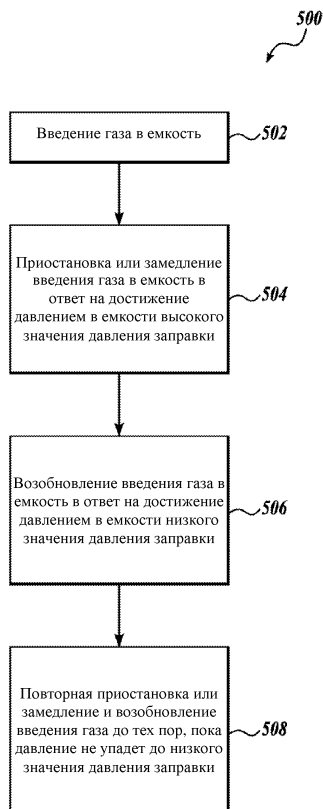 500
Введение газа в емкость
502
Приостановка или замедление
введения газа в емкость в
ответ на достижение
давлением в емкости высокого
значения давления заправки
504
Возобновление введения газа в
емкость в ответ на достижение
давлением в емкости низкого
значения давления заправки
506
Повторная приостановка или
замедление и возобновление
введения газа до тех пор, пока
давление не упадет до низкого
значения давления заправки
508